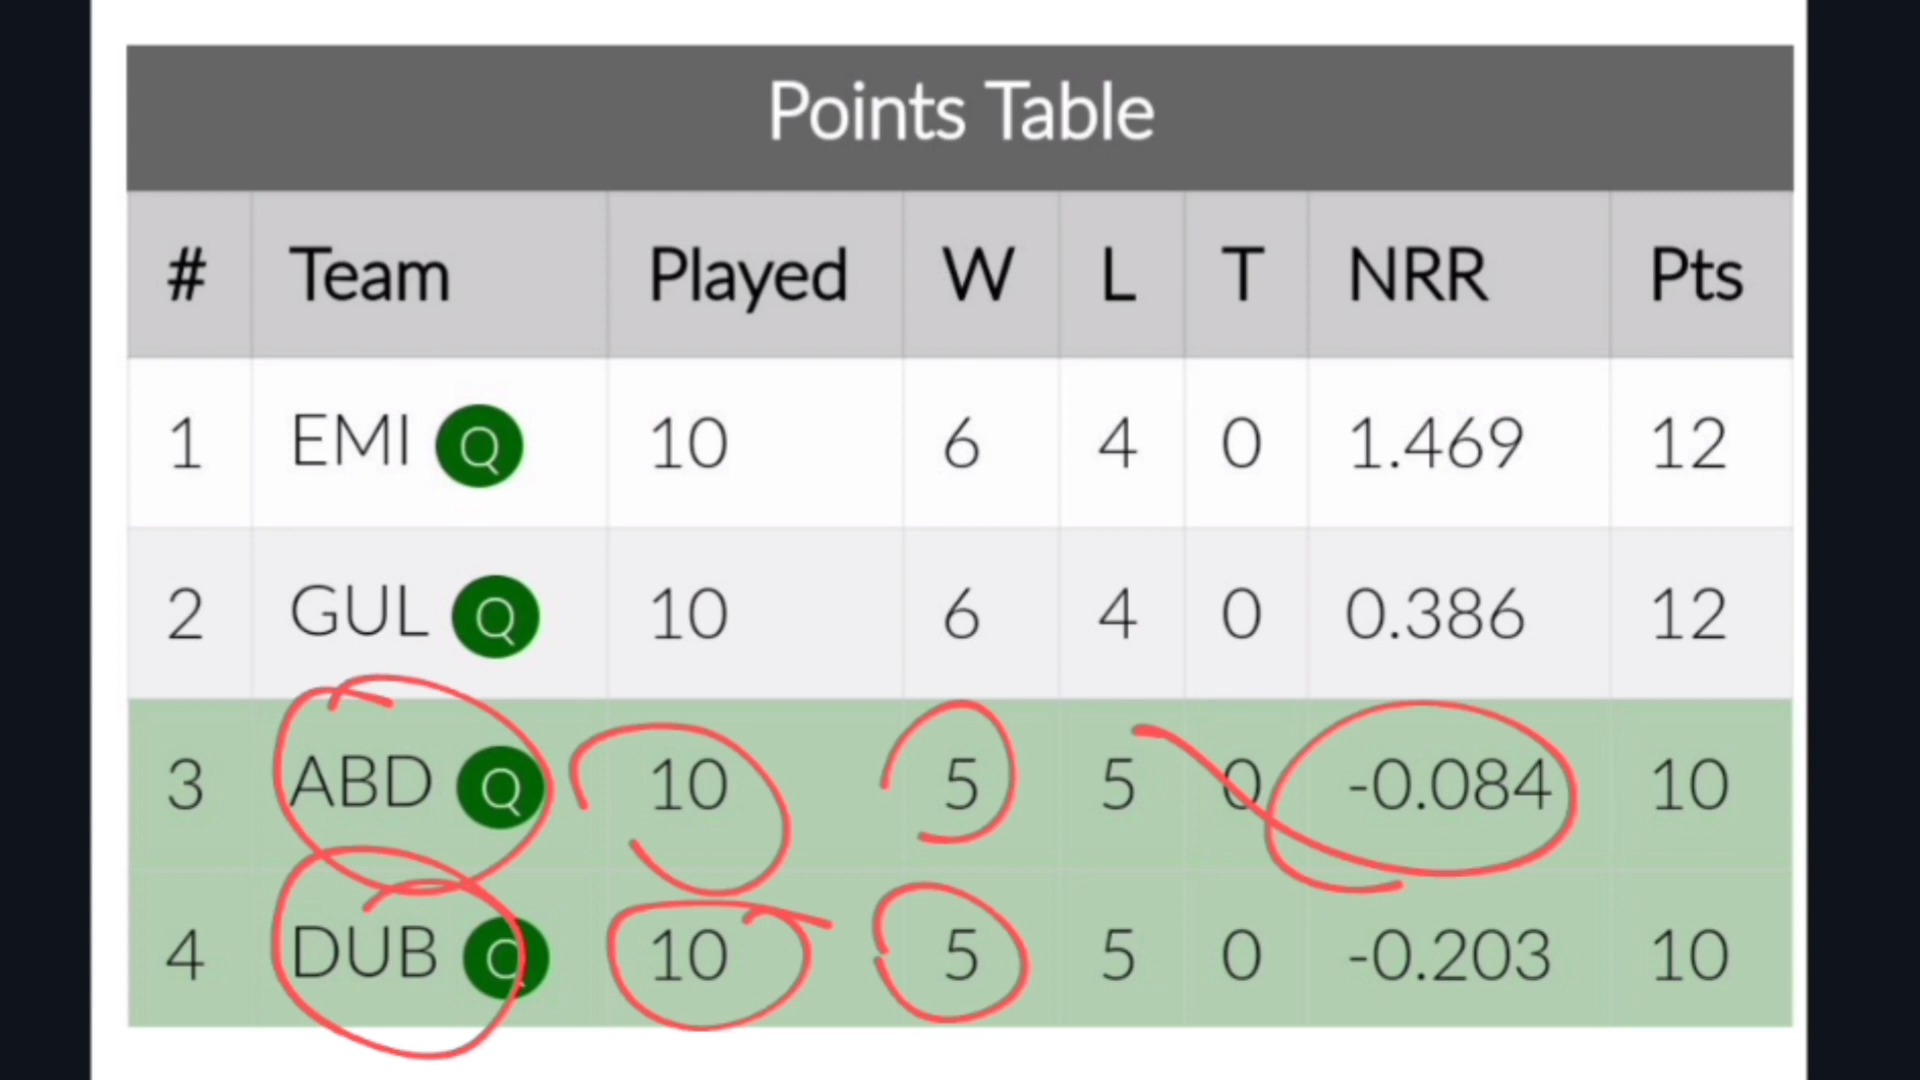 Points Table
# Team Played W L T NRR Pts
1 EMI Q 10 6 4 0 1.469 12
2 GUL Q 10 6 4 0 0.386 12
3 ABD Q 10 5 5 0 -0.084 10
4 DUB Q 10 5 5 0 -0.203 10